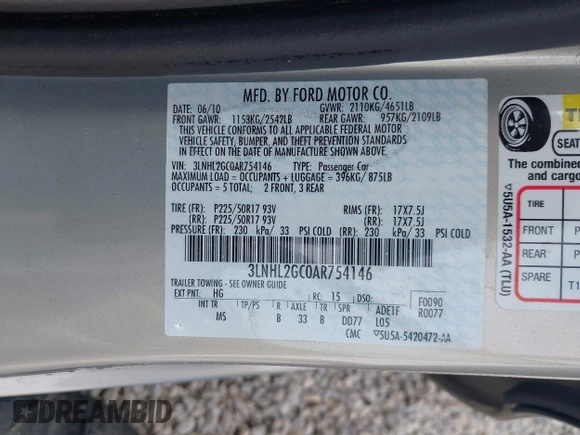 MFD. BY FORD MOTOR CO.
DATE: 06/10 GVWR: 2110KG/4651LB
FRONT GAWR: 1153KG/2542LB REAR GAWR: 957KG/2109LB
THIS VEHICLE CONFORMS TO ALL APPLICABLE FEDERAL MOTOR
VEHICLE SAFETY, BUMPER, AND THEFT PREVENTION STANDARDS
IN EFFECT ON THE DATE OF MANUFACTURE SHOWN ABOVE.
VIN: 3LNHL2GC0AR754146 TYPE: Passenger Car
MAXIMUM LOAD = OCCUPANTS + LUGGAGE = 396KG/ 875LB
OCCUPANTS = 5 TOTAL; 2 FRONT, 3 REAR
TIRE (FR): P225/50R17 93V RIMS (FR): 17X7.5J
(RR): P225/50R17 93V (RR): 17X7.5J
PRESSURE (FR): 230 kPa/ 33 PSI COLD (RR): 230 kPa/ 33 PSI COLD
3LNHL2GC0AR754146
TRAILER TOWING - SEE OWNER GUIDE
EXT PNT: HG RC: 15 DSO: F0090
INT TR TP/PS R AXLE TR SPR ADE1F R0077
MS B 33 B DD77 L05
CMC ▽5U5A-5420472-AA
▽5U5A-1532-AA (TLU)
SEAT
The combined
and cargo
TIRE
FRONT
REAR P
SPARE T1
DREAMBID